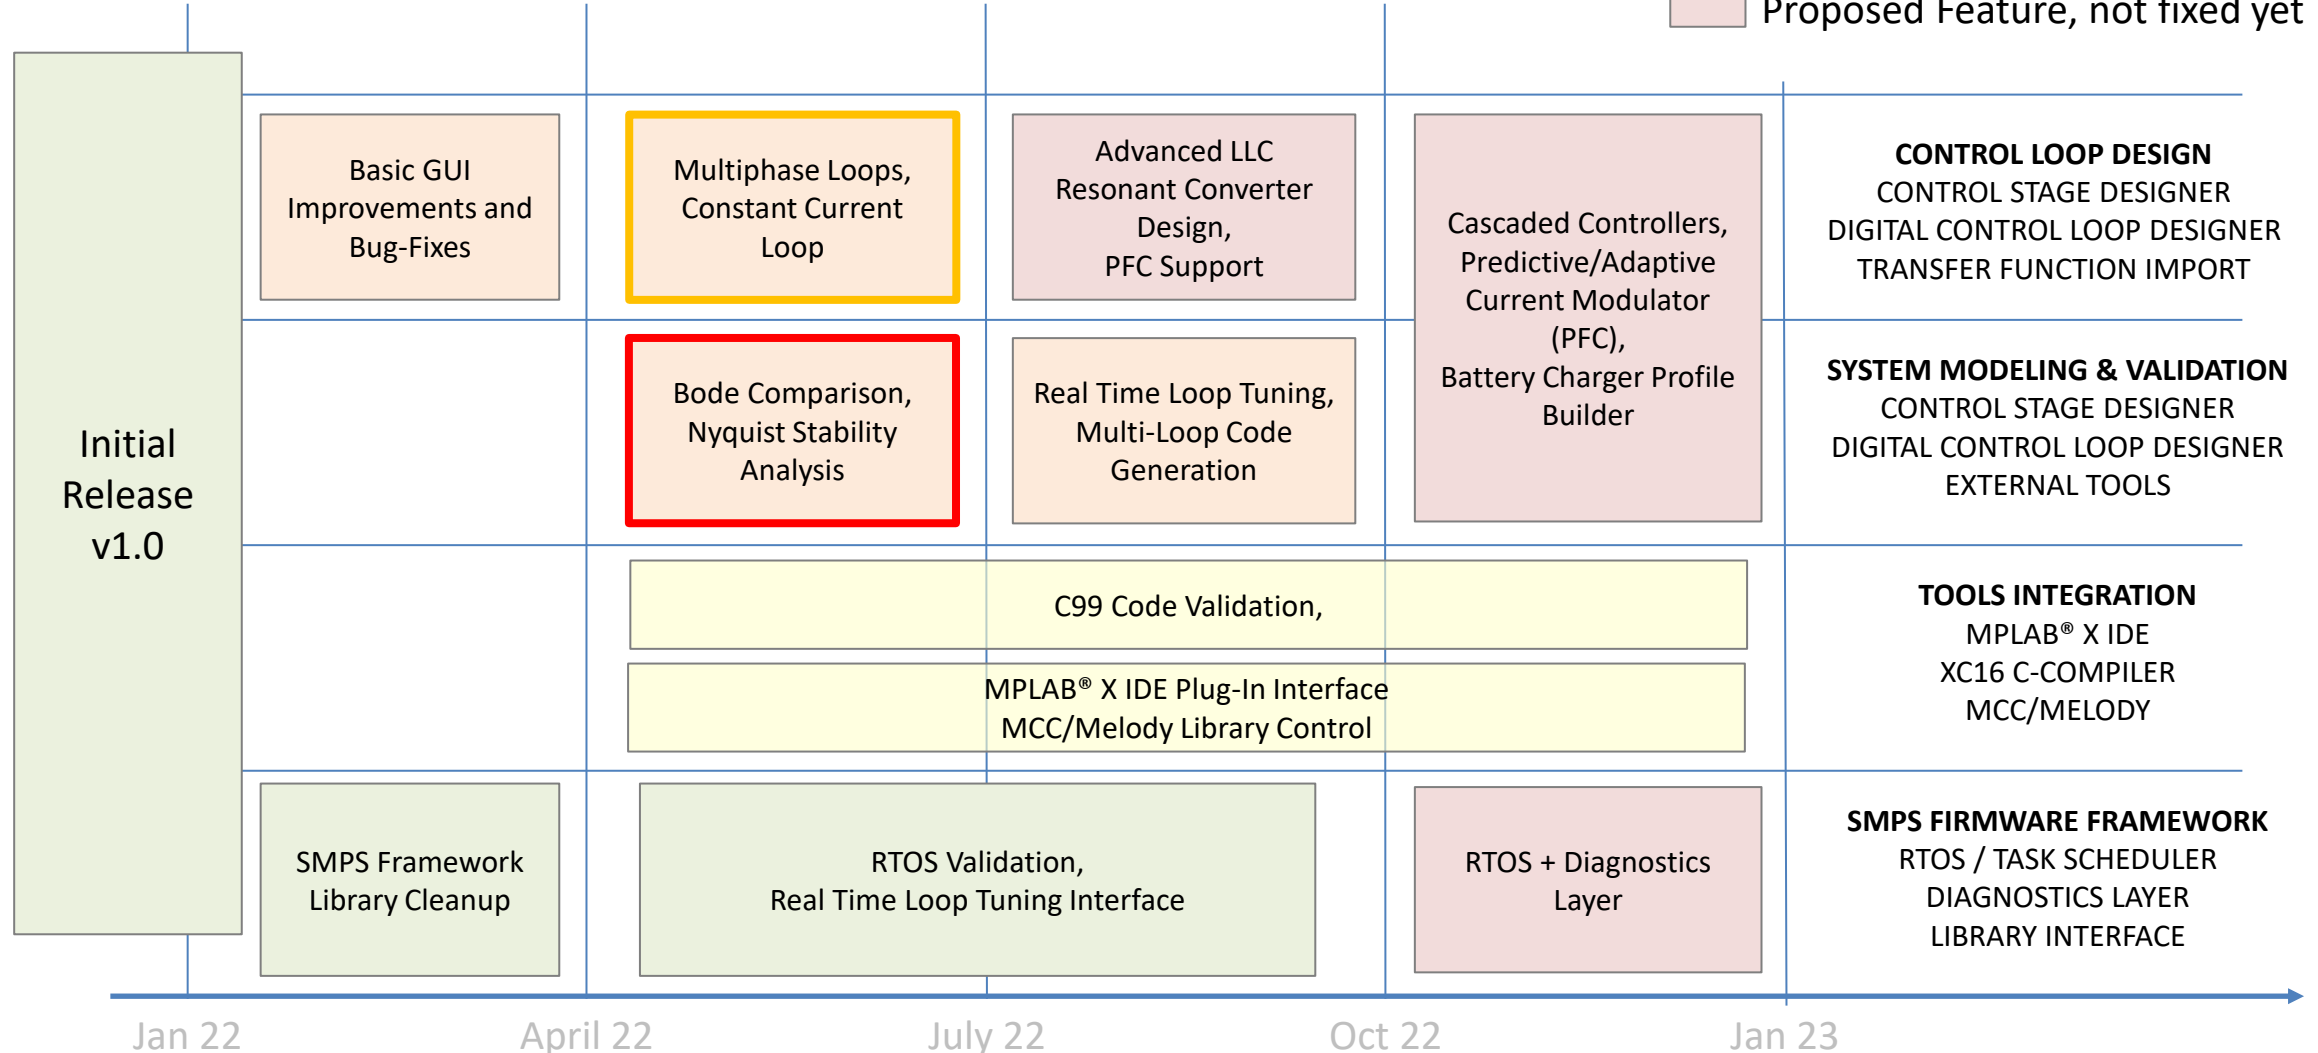 Proposed Feature, not fixed yet
Initial
Release
v1.0
Basic GUI
Improvements and
Bug-Fixes
Multiphase Loops,
Constant Current
Loop
Advanced LLC
Resonant Converter
Design,
PFC Support
Cascaded Controllers,
Predictive/Adaptive
Current Modulator
(PFC),
Battery Charger Profile
Builder
CONTROL LOOP DESIGN
CONTROL STAGE DESIGNER
DIGITAL CONTROL LOOP DESIGNER
TRANSFER FUNCTION IMPORT
Bode Comparison,
Nyquist Stability
Analysis
Real Time Loop Tuning,
Multi-Loop Code
Generation
SYSTEM MODELING & VALIDATION
CONTROL STAGE DESIGNER
DIGITAL CONTROL LOOP DESIGNER
EXTERNAL TOOLS
C99 Code Validation,
MPLAB® X IDE Plug-In Interface
MCC/Melody Library Control
TOOLS INTEGRATION
MPLAB® X IDE
XC16 C-COMPILER
MCC/MELODY
SMPS Framework
Library Cleanup
RTOS Validation,
Real Time Loop Tuning Interface
RTOS + Diagnostics
Layer
SMPS FIRMWARE FRAMEWORK
RTOS / TASK SCHEDULER
DIAGNOSTICS LAYER
LIBRARY INTERFACE
Jan 22
April 22
July 22
Oct 22
Jan 23